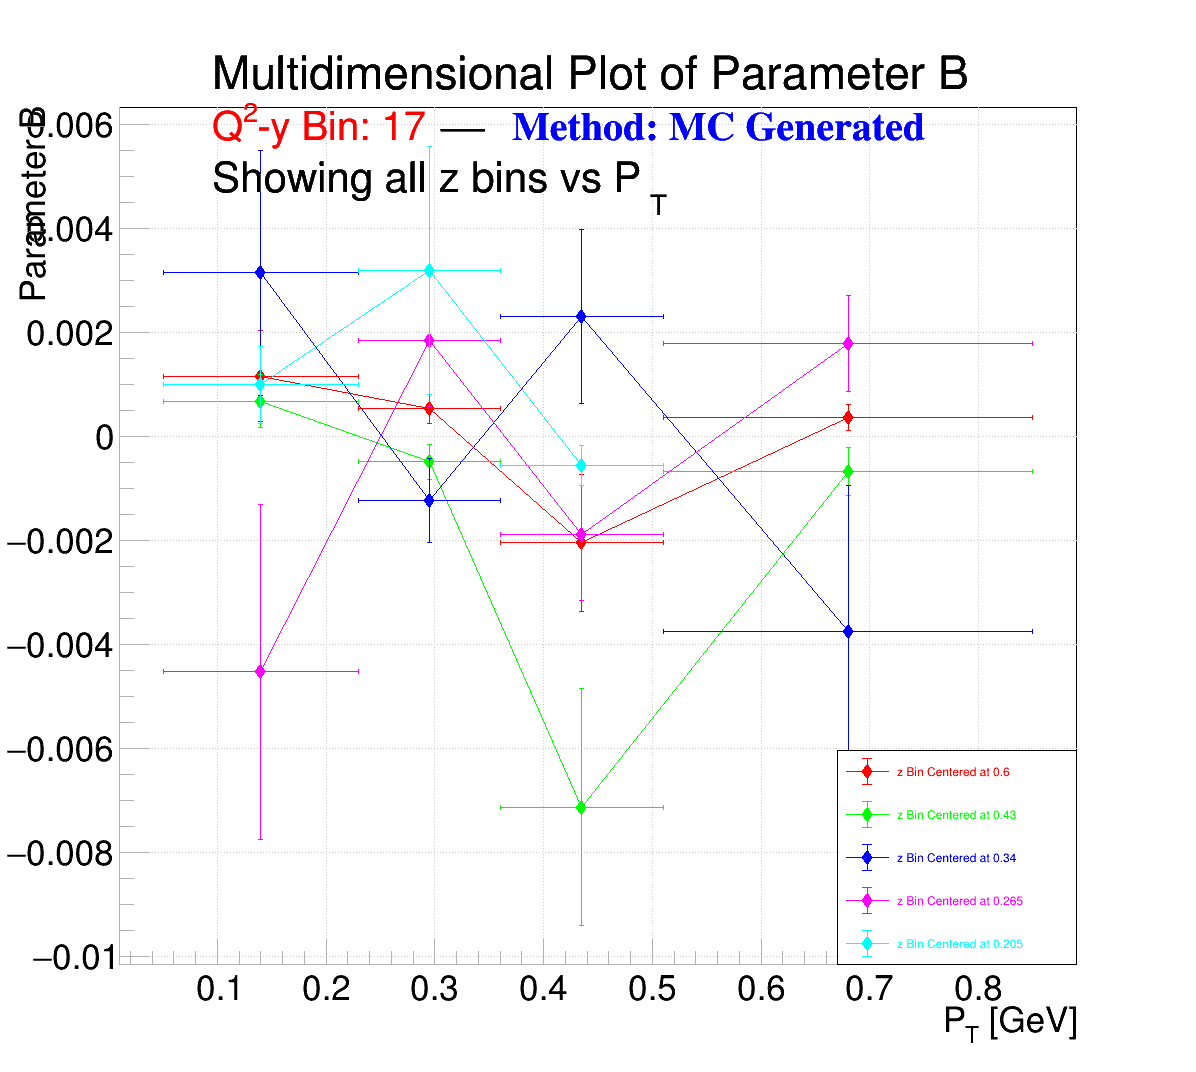 Multidimensional Plot of Parameter B
Q2-y Bin: 17 — Method: MC Generated
Showing all z bins vs P T
Parameter B
0.006
0.004
0.002
0
−0.002
−0.004
−0.006
−0.008
−0.01
0.1 0.2 0.3 0.4 0.5 0.6 0.7 0.8
PT [GeV]
z Bin Centered at 0.6
z Bin Centered at 0.43
z Bin Centered at 0.34
z Bin Centered at 0.265
z Bin Centered at 0.205